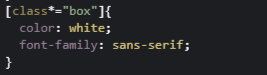 [class*="box"]{
  color: white;
  font-family: sans-serif;
}